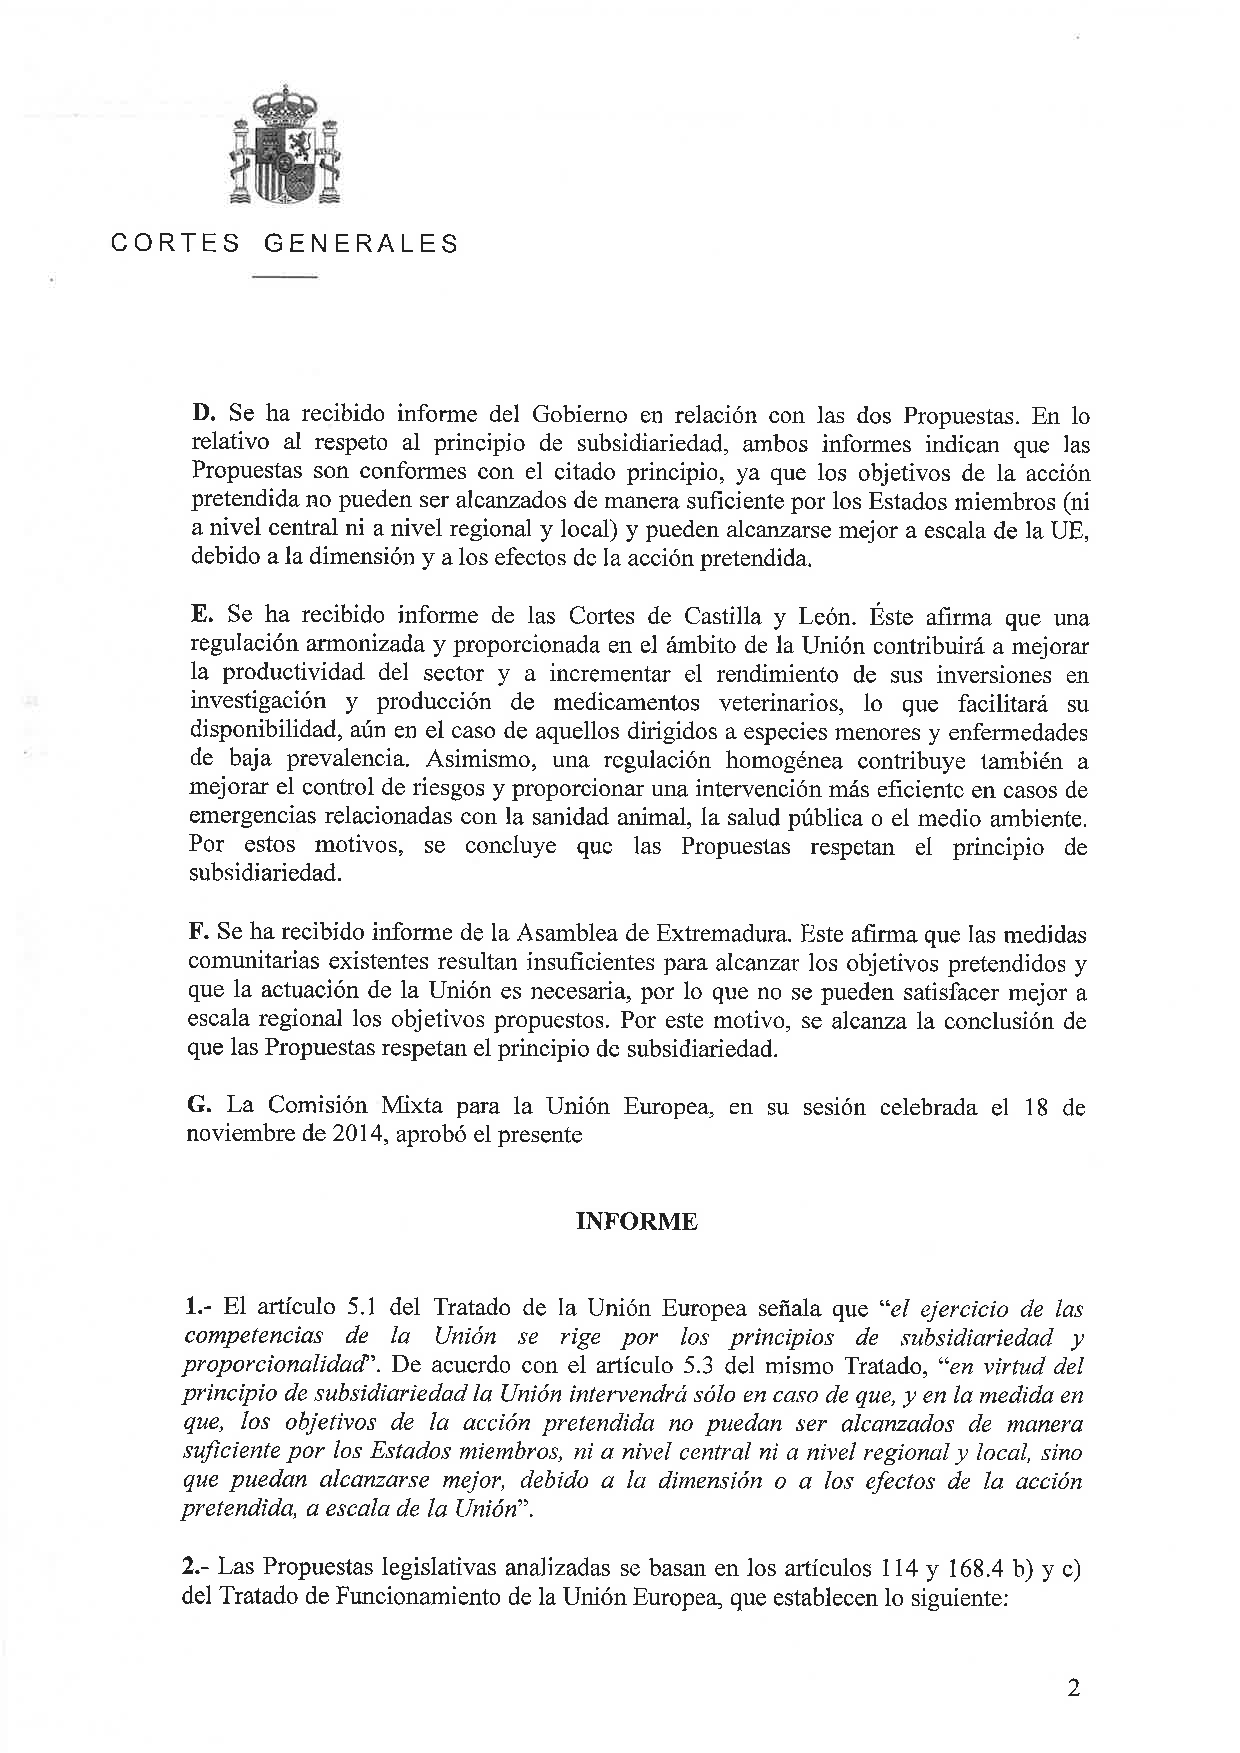 CORTES GENERALES
D. Se ha recibido informe del Gobierno en relación con las dos Propuestas. En lo
relativo al respeto al principio de subsidiariedad, ambos informes indican que las
Propuestas son conformes con el citado principio, ya que los objetivos de la acción
pretendida no pueden ser alcanzados de manera suficiente por los Estados miembros (ni
a nivel central ni a nivel regional y local) y pueden alcanzarse mejor a escala de la UE,
debido a la dimensión y a los efectos de la acción pretendida.
E. Se ha recibido informe de las Cortes de Castilla y León. Éste afirma que una
regulación armonizada y proporcionada en el ámbito de la Unión contribuirá a mejorar
la productividad del sector y a incrementar el rendimiento de sus inversiones en
investigación y producción de medicamentos veterinarios, lo que facilitará su
disponibilidad, aún en el caso de aquellos dirigidos a especies menores y enfermedades
de baja prevalencia. Asimismo, una regulación homogénea contribuye también a
mejorar el control de riesgos y proporcionar una intervención más eficiente en casos de
emergencias relacionadas con la sanidad animal, la salud pública o el medio ambiente.
Por estos motivos, se concluye que las Propuestas respetan el principio de
subsidiariedad.
F. Se ha recibido informe de la Asamblea de Extremadura. Este afirma que las medidas
comunitarias existentes resultan insuficientes para alcanzar los objetivos pretendidos y
que la actuación de la Unión es necesaria, por lo que no se pueden satisfacer mejor a
escala regional los objetivos propuestos. Por este motivo, se alcanza la conclusión de
que las Propuestas respetan el principio de subsidiariedad.
G. La Comisión Mixta para la Unión Europea, en su sesión celebrada el 18 de
noviembre de 2014, aprobó el presente
INFORME
1.- El artículo 5.1 del Tratado de la Unión Europea señala que “el ejercicio de las
competencias de la Unión se rige por los principios de subsidiariedad y
proporcionalidad”. De acuerdo con el artículo 5.3 del mismo Tratado, “en virtud del
principio de subsidiariedad la Unión intervendrá sólo en caso de que, y en la medida en
que, los objetivos de la acción pretendida no puedan ser alcanzados de manera
suficiente por los Estados miembros, ni a nivel central ni a nivel regional y local, sino
que puedan alcanzarse mejor, debido a la dimensión o a los efectos de la acción
pretendida, a escala de la Unión”.
2.- Las Propuestas legislativas analizadas se basan en los artículos 114 y 168.4 b) y c)
del Tratado de Funcionamiento de la Unión Europea, que establecen lo siguiente:
2